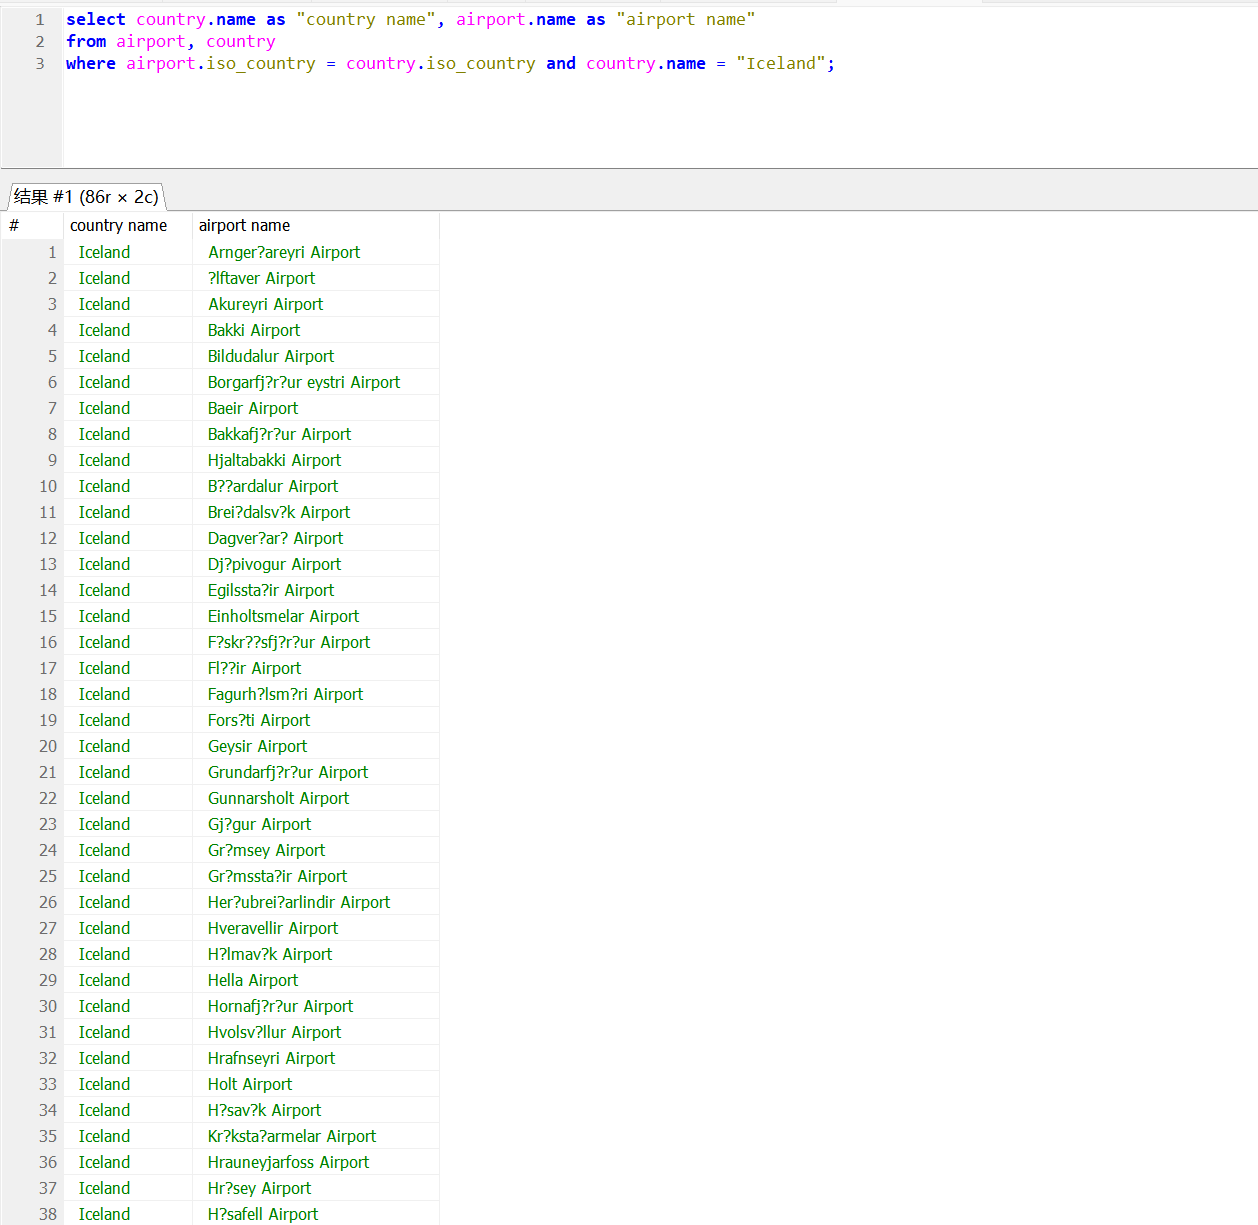 1 select country.name as "country name", airport.name as "airport name"
2 from airport, country
3 where airport.iso_country = country.iso_country and country.name = "Iceland";
结果 #1 (86r × 2c)
# country name airport name
1 Iceland Arnger?areyri Airport
2 Iceland ?lftaver Airport
3 Iceland Akureyri Airport
4 Iceland Bakki Airport
5 Iceland Bildudalur Airport
6 Iceland Borgarfj?r?ur eystri Airport
7 Iceland Baeir Airport
8 Iceland Bakkafj?r?ur Airport
9 Iceland Hjaltabakki Airport
10 Iceland B??ardalur Airport
11 Iceland Brei?dalsv?k Airport
12 Iceland Dagver?ar? Airport
13 Iceland Dj?pivogur Airport
14 Iceland Egilssta?ir Airport
15 Iceland Einholtsmelar Airport
16 Iceland F?skr??sfj?r?ur Airport
17 Iceland Fl??ir Airport
18 Iceland Fagurh?lsm?ri Airport
19 Iceland Fors?ti Airport
20 Iceland Geysir Airport
21 Iceland Grundarfj?r?ur Airport
22 Iceland Gunnarsholt Airport
23 Iceland Gj?gur Airport
24 Iceland Gr?msey Airport
25 Iceland Gr?mssta?ir Airport
26 Iceland Her?ubrei?arlindir Airport
27 Iceland Hveravellir Airport
28 Iceland H?lmav?k Airport
29 Iceland Hella Airport
30 Iceland Hornafj?r?ur Airport
31 Iceland Hvolsv?llur Airport
32 Iceland Hrafnseyri Airport
33 Iceland Holt Airport
34 Iceland H?sav?k Airport
35 Iceland Kr?ksta?armelar Airport
36 Iceland Hrauneyjarfoss Airport
37 Iceland Hr?sey Airport
38 Iceland H?safell Airport